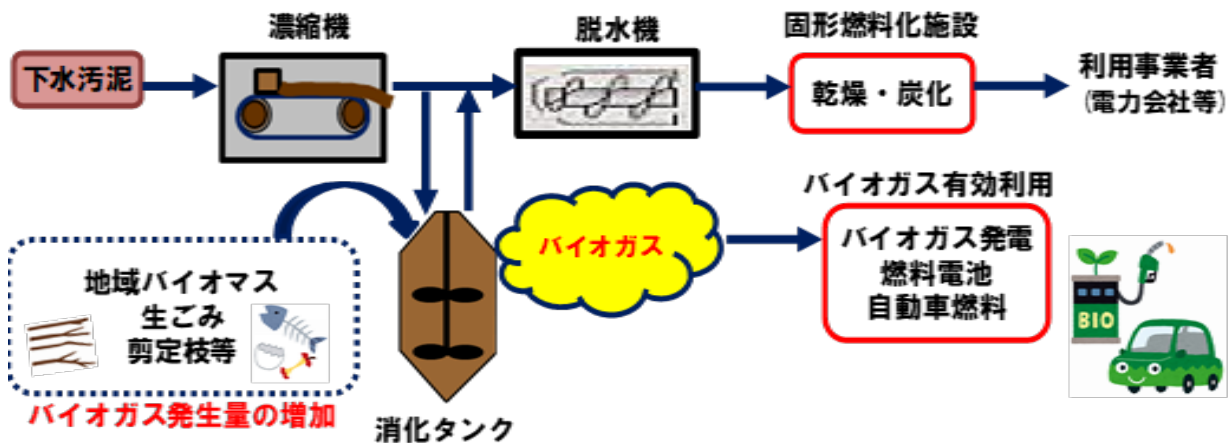 濃縮機
脱水機
固形燃料化施設
下水汚泥
乾燥・炭化
利用事業者
(電力会社等)
バイオガス有効利用
バイオガス
バイオガス発電
燃料電池
自動車燃料
BIO
地域バイオマス
生ごみ
剪定枝等
バイオガス発生量の増加
消化タンク